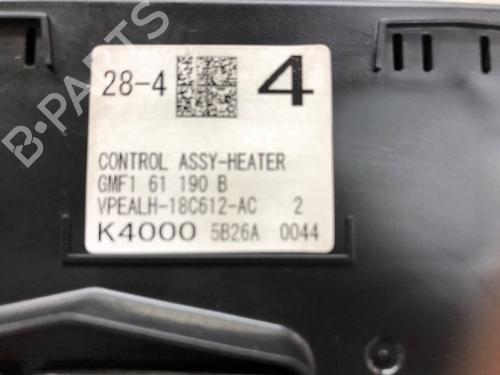 28-4
4
CONTROL ASSY-HEATER
GMF1 61 190 B
VPEALH-18C612-AC 2
K4000 5B26A 0044
B-PARTS